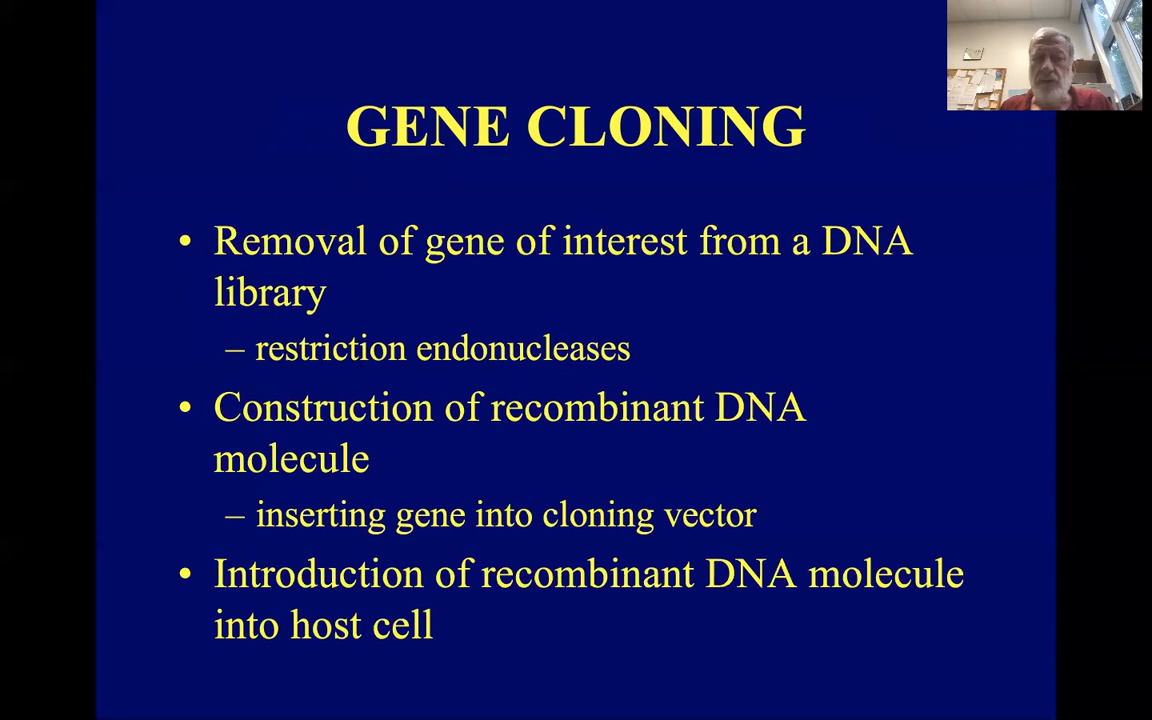 GENE CLONING
• Removal of gene of interest from a DNA
library
– restriction endonucleases
• Construction of recombinant DNA
molecule
– inserting gene into cloning vector
• Introduction of recombinant DNA molecule
into host cell